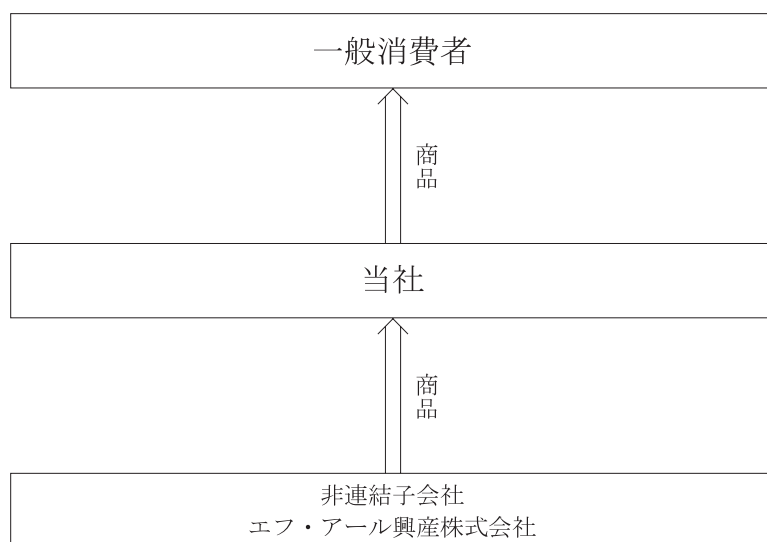 一般消費者
商品
当社
商品
非連結子会社
エフ・アール興産株式会社